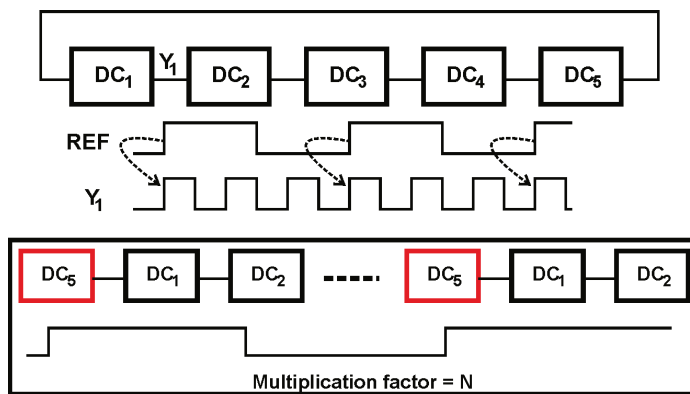 Y₁
DC₁ DC₂ DC₃ DC₄ DC₅
REF
Y₁
DC₅ DC₁ DC₂ DC₅ DC₁ DC₂
Multiplication factor = N